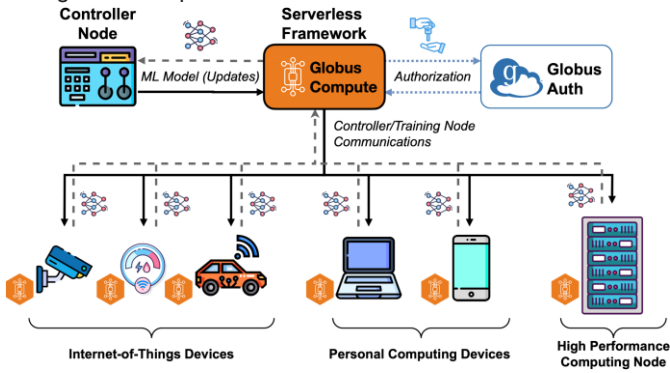 Controller
Node
Serverless
Framework
ML Model (Updates)
Globus
Compute
Authorization
g
Globus
Auth
Controller/Training Node
Communications
Internet-of-Things Devices
Personal Computing Devices
High Performance
Computing Node